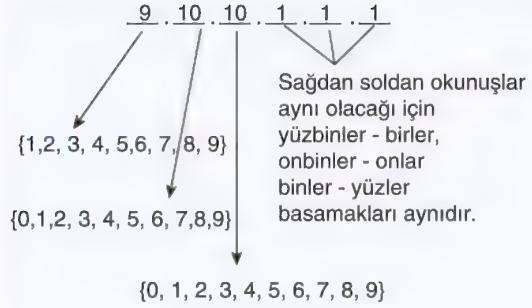 9 . 10 . 10 . 1 . 1 . 1
Sağdan soldan okunuşlar
aynı olacağı için
yüzbinler - birler,
onbinler - onlar
binler - yüzler
basamakları aynıdır.
{1,2, 3, 4, 5,6, 7, 8, 9}
{0,1,2, 3, 4, 5, 6, 7,8,9}
{0, 1, 2, 3, 4, 5, 6, 7, 8, 9}